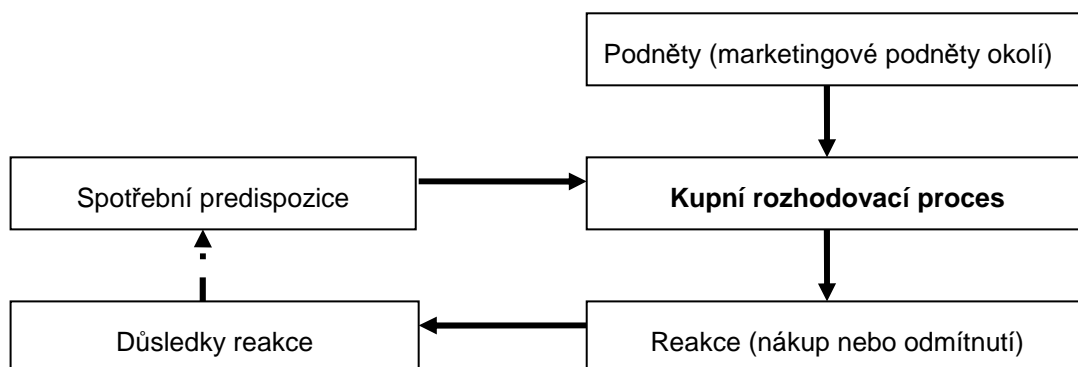 Podněty (marketingové podněty okolí)
Spotřební predispozice
Kupní rozhodovací proces
Důsledky reakce
Reakce (nákup nebo odmítnutí)